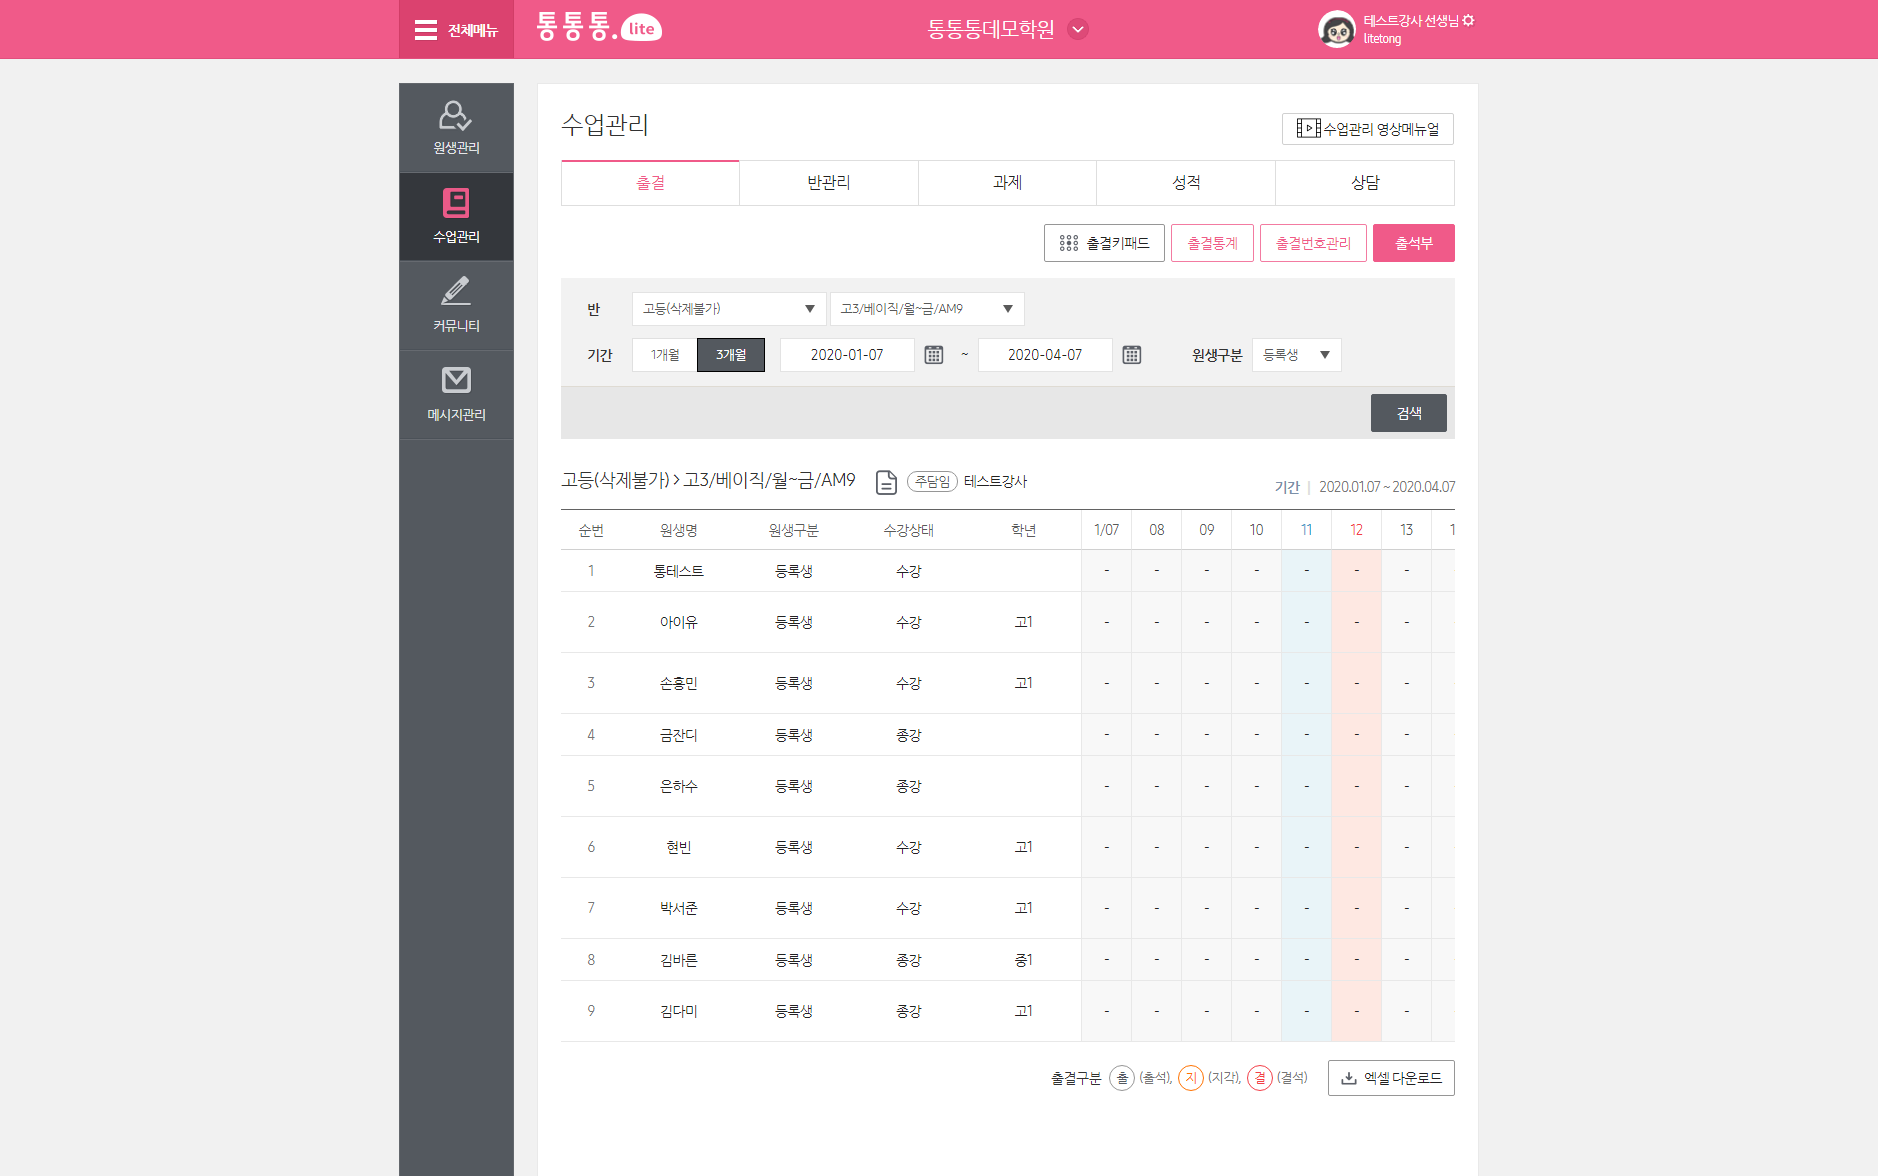 전체메뉴
통통통.lite
통통통데모학원
테스트강사 선생님
litetong
원생관리
수업관리
커뮤니티
메시지관리
수업관리
수업관리 영상메뉴얼
출결 반관리 과제 성적 상담
출결키패드 출결통계 출결번호관리 출석부
반 고등(삭제불가) 고3/베이직/월~금/AM9
기간 1개월 3개월 2020-01-07 ~ 2020-04-07 원생구분 등록생
검색
고등(삭제불가) > 고3/베이직/월~금/AM9 주담임 테스트강사
기간 | 2020.01.07 ~ 2020.04.07
순번 원생명 원생구분 수강상태 학년 1/07 08 09 10 11 12 13 1
1 통테스트 등록생 수강 - - - - - - -
2 아이유 등록생 수강 고1 - - - - - - -
3 손흥민 등록생 수강 고1 - - - - - - -
4 금잔디 등록생 종강 - - - - - - -
5 은하수 등록생 종강 - - - - - - -
6 현빈 등록생 수강 고1 - - - - - - -
7 박서준 등록생 수강 고1 - - - - - - -
8 김바른 등록생 종강 중1 - - - - - - -
9 김다미 등록생 종강 고1 - - - - - - -
출결구분 출 (출석), 지 (지각), 결 (결석) 엑셀 다운로드